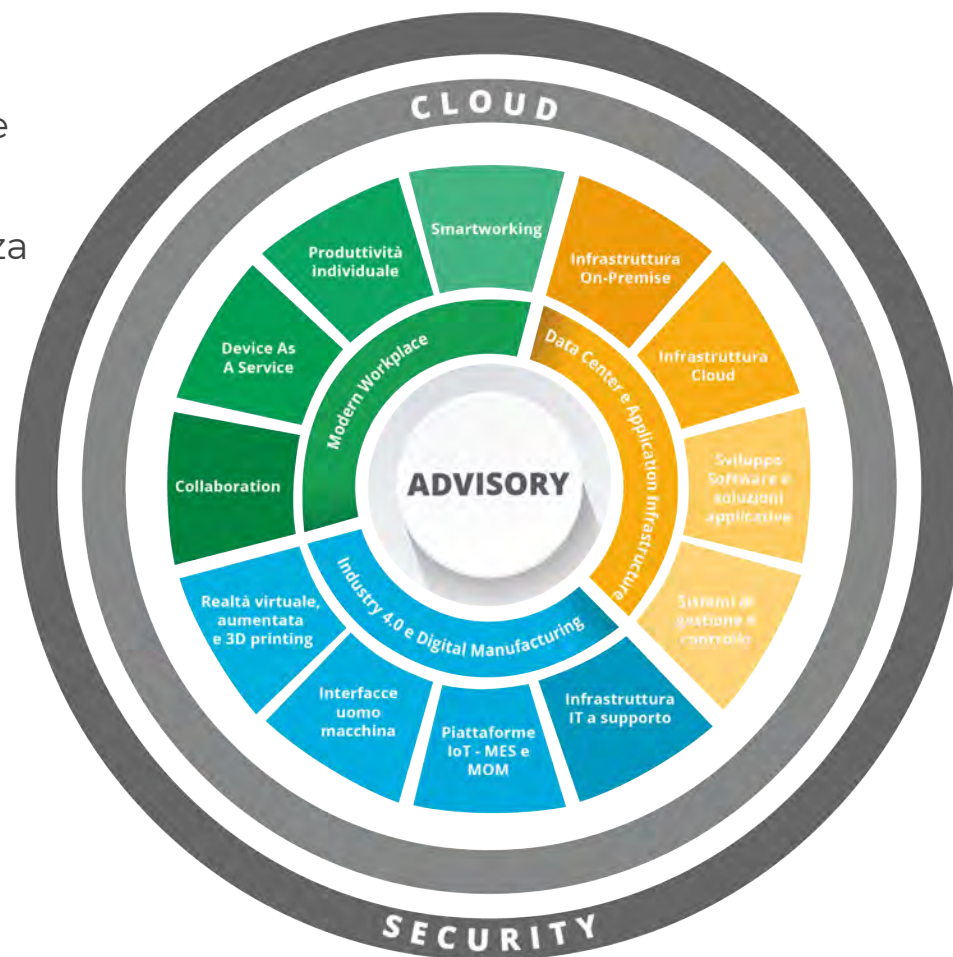 e
za
CLOUD
Smartworking
Produttività
individuale
Device As
A Service
Collaboration
Modern Workplace
Infrastruttura
On-Premise
Infrastruttura
Cloud
Sviluppo
Software e
soluzioni
applicative
Sistemi di
gestione e
controllo
Data Center e Application Infrastructure
ADVISORY
Industry 4.0 e Digital Manufacturing
Realtà virtuale,
aumentata
e 3D printing
Interfacce
uomo
macchina
Piattaforme
IoT - MES e
MOM
Infrastruttura
IT a supporto
SECURITY